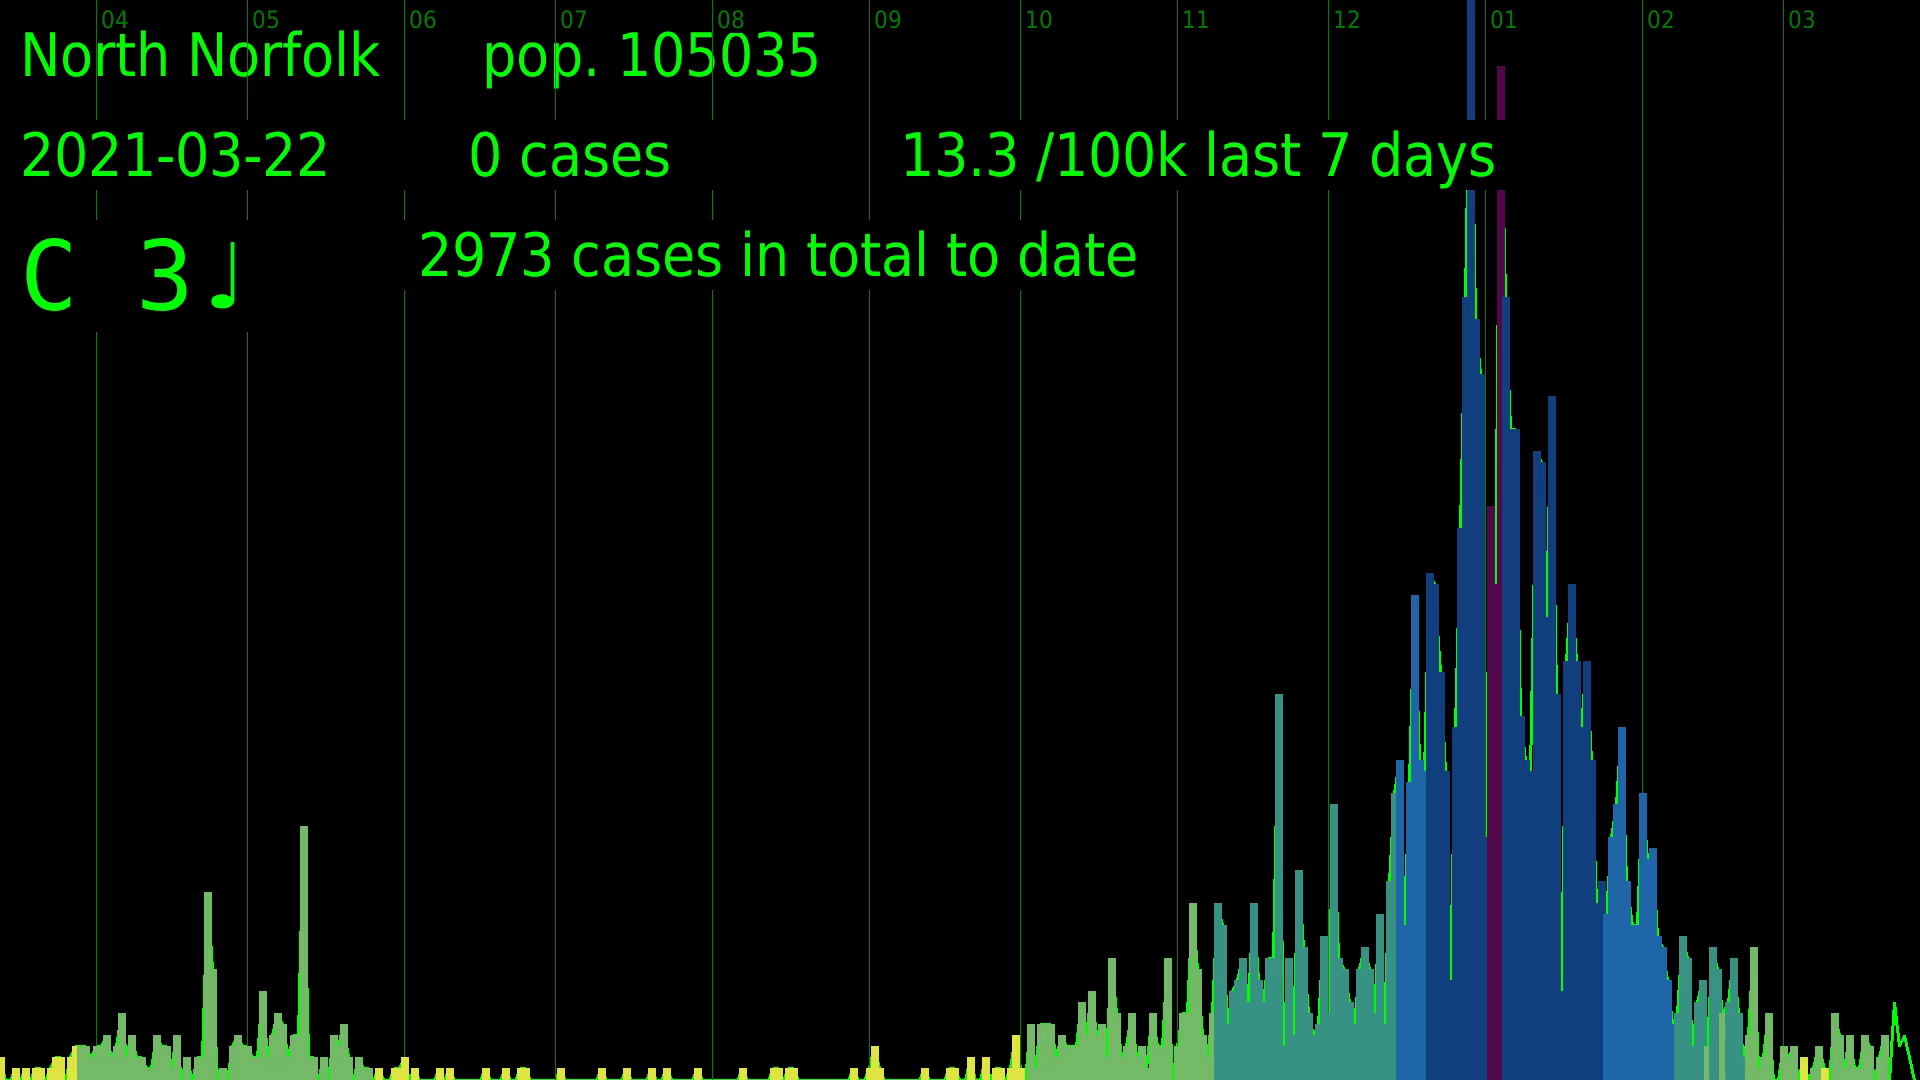 04 05 06 07 08 09 10 11 12 01 02 03
North Norfolk pop. 105035
2021-03-22 0 cases 13.3 /100k last 7 days
C 3♩ 2973 cases in total to date